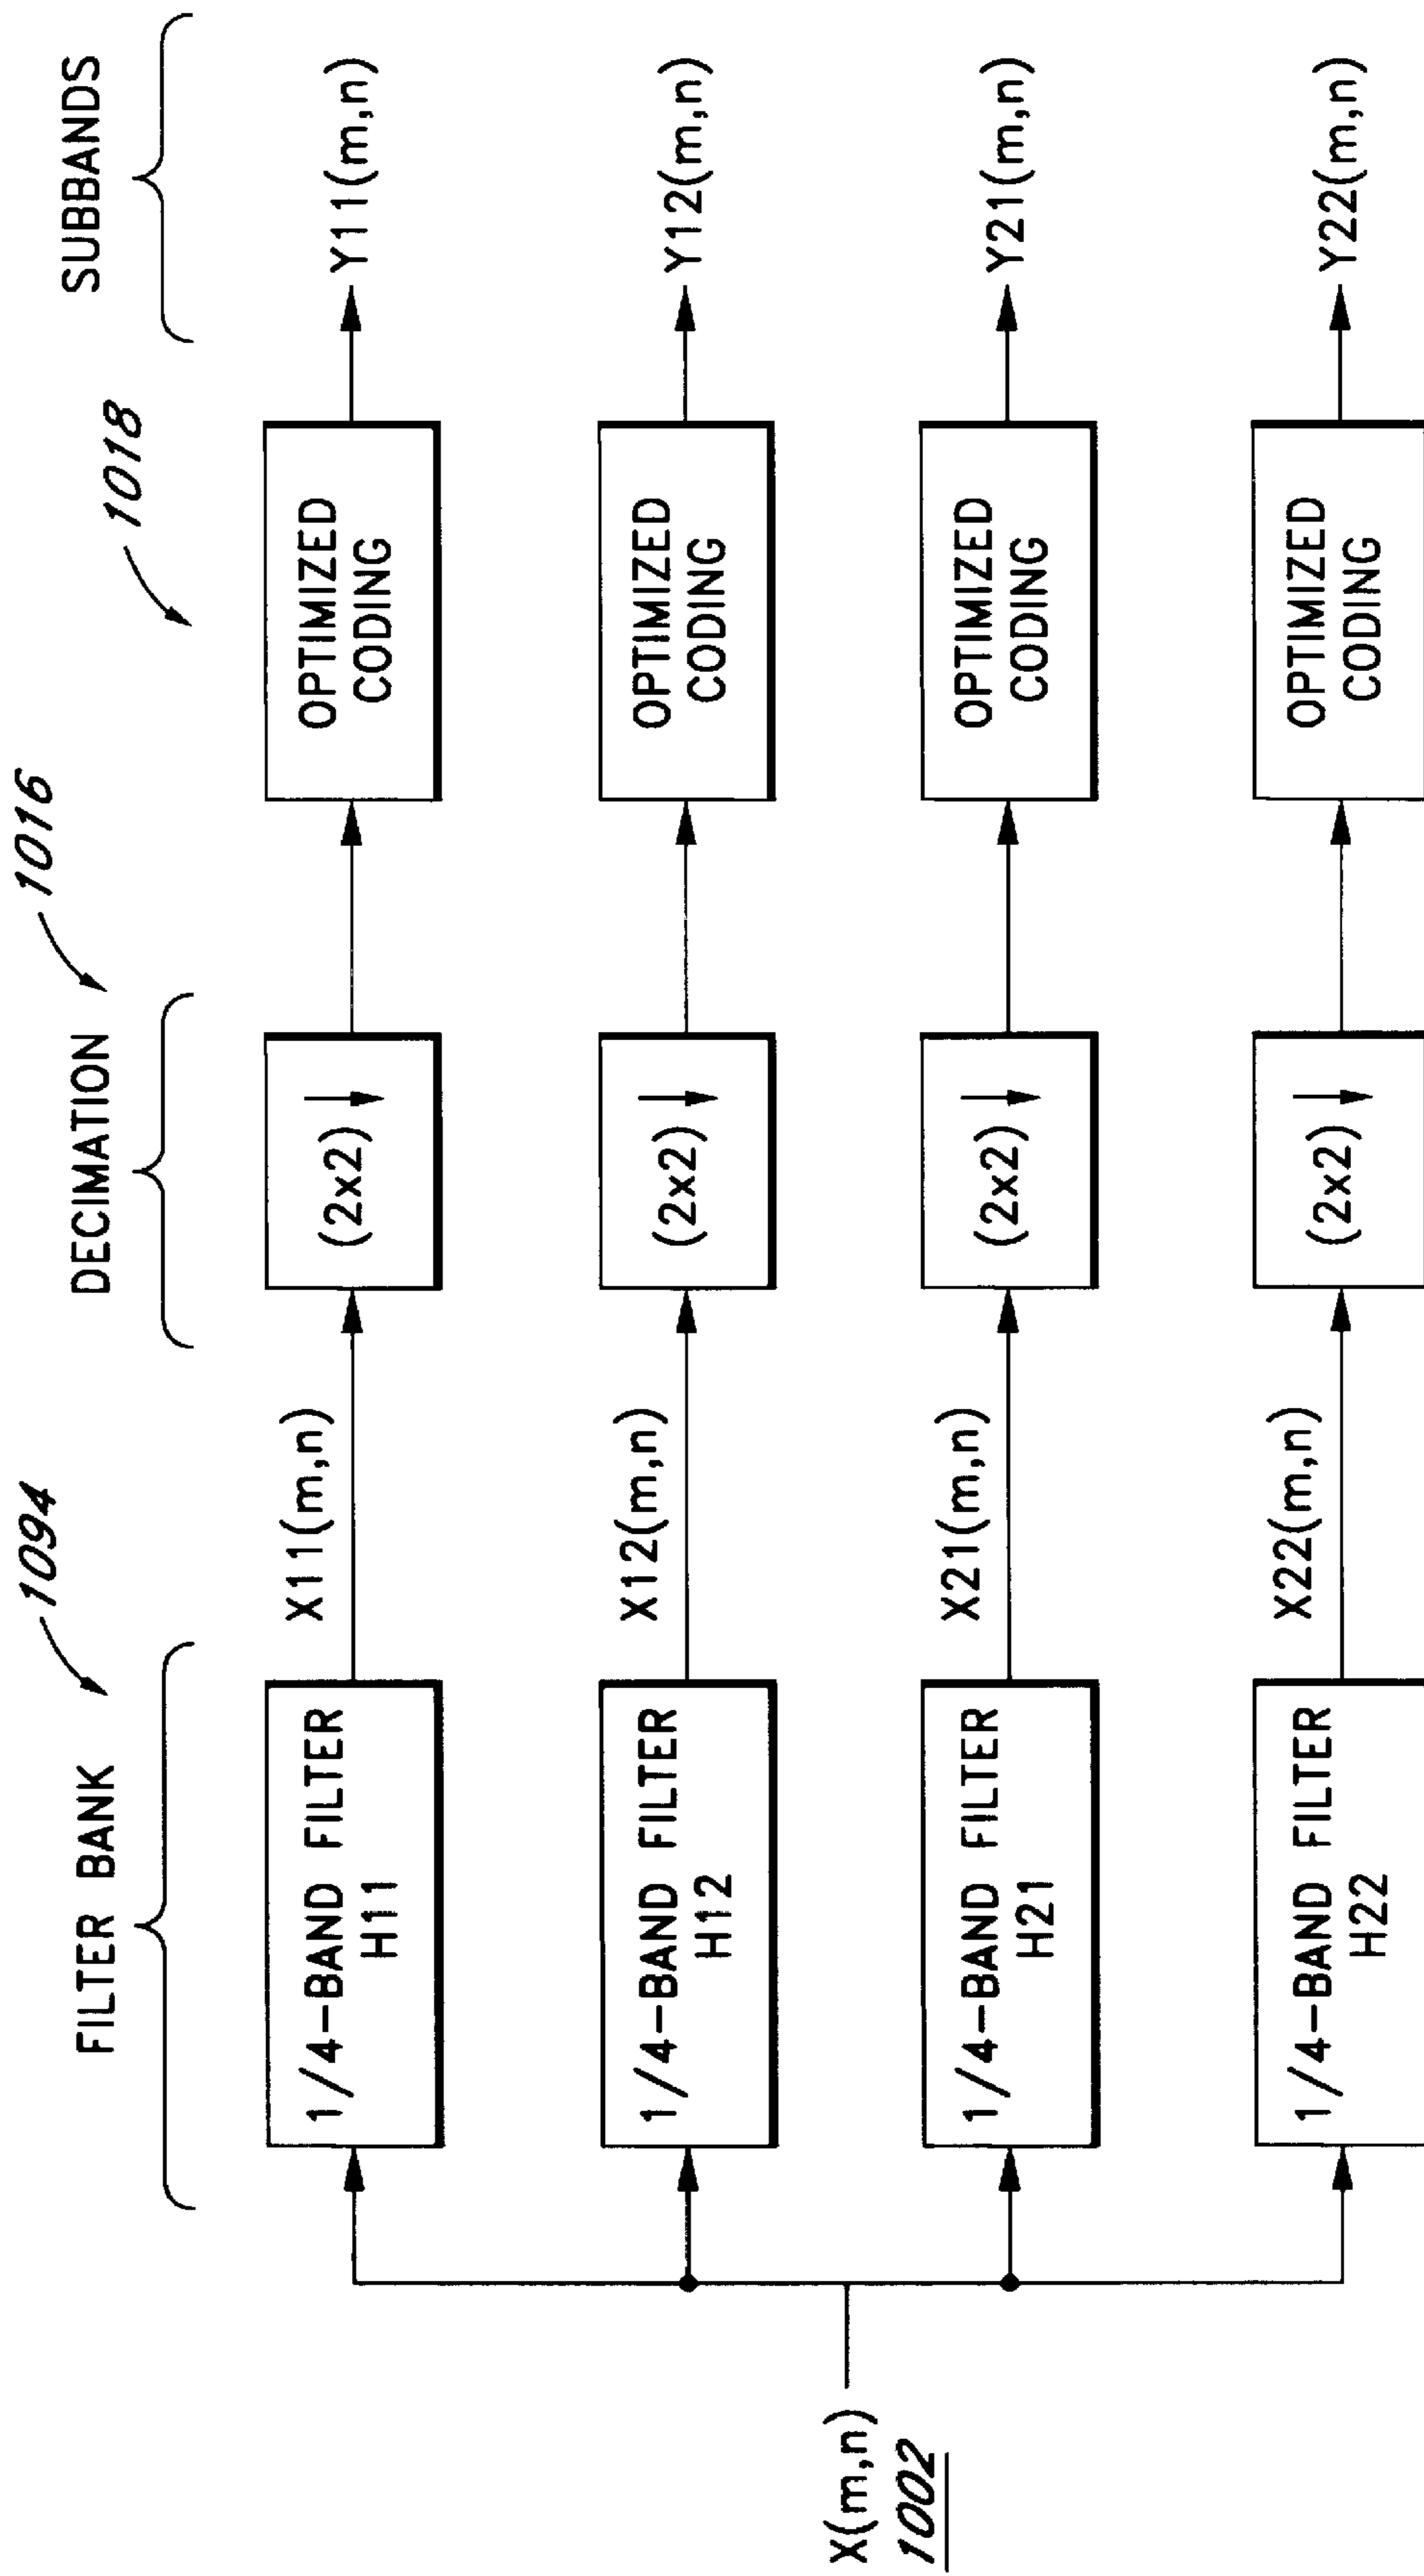 FILTER BANK
1094
DECIMATION
1016
1018
SUBBANDS
X(m,n)
1002
1/4-BAND FILTER
H11
X11(m,n)
(2x2)
OPTIMIZED
CODING
Y11(m,n)
1/4-BAND FILTER
H12
X12(m,n)
(2x2)
OPTIMIZED
CODING
Y12(m,n)
1/4-BAND FILTER
H21
X21(m,n)
(2x2)
OPTIMIZED
CODING
Y21(m,n)
1/4-BAND FILTER
H22
X22(m,n)
(2x2)
OPTIMIZED
CODING
Y22(m,n)